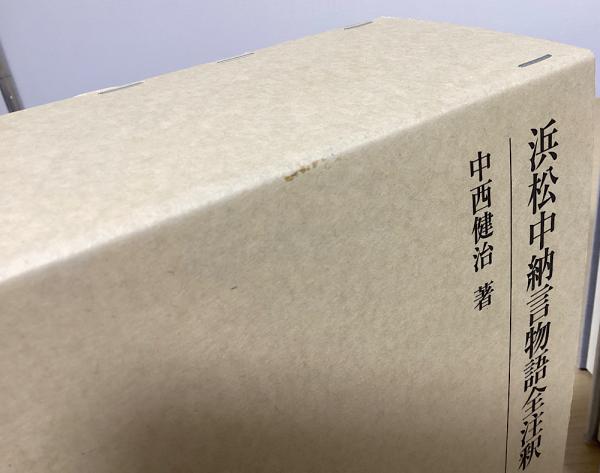 浜松中納言物語全注釈
中西健治 著